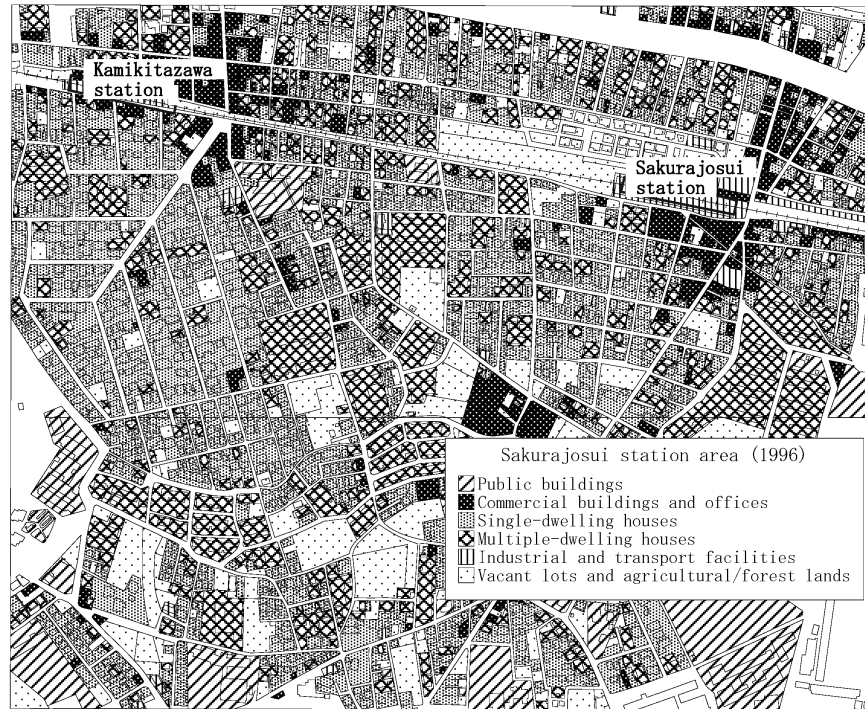 Kamikitazawa
station
Sakurajosui
station
Sakurajosui station area (1996)
Public buildings
Commercial buildings and offices
Single-dwelling houses
Multiple-dwelling houses
Industrial and transport facilities
Vacant lots and agricultural/forest lands